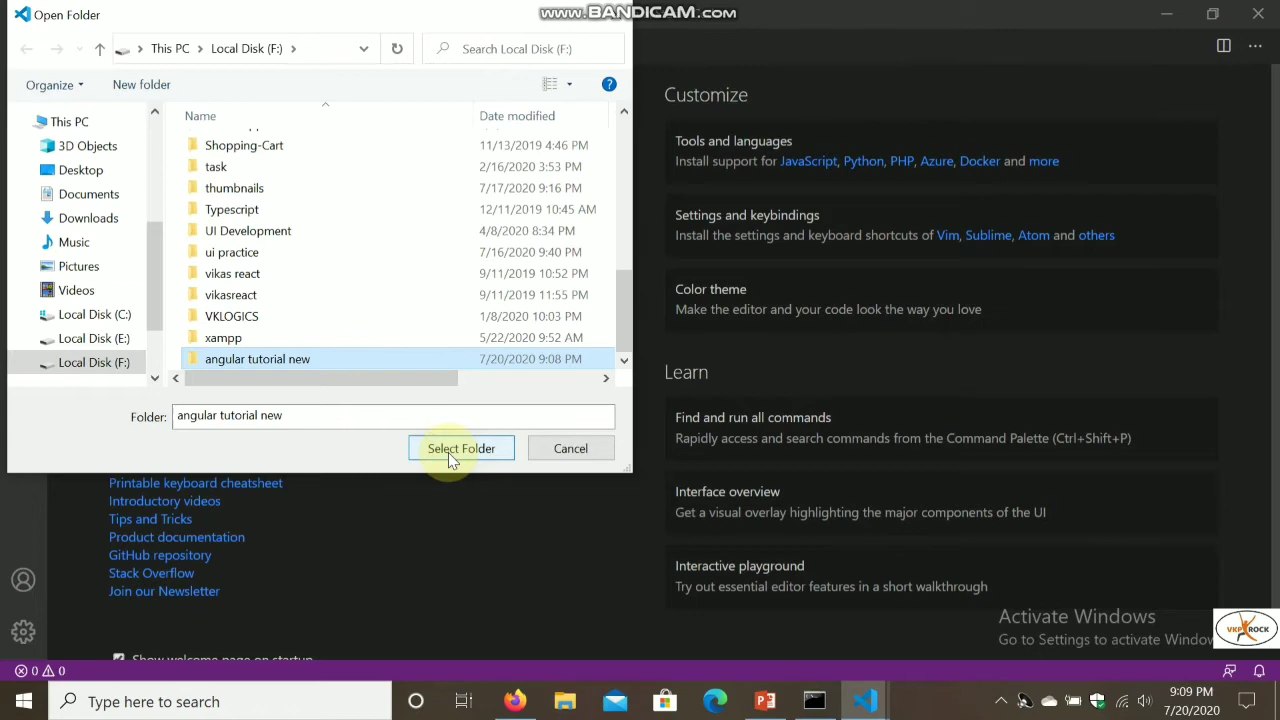 Open Folder
www.BANDICAM.com
This PC
Local Disk (F:)
Search Local Disk (F:)
Organize
New folder
?
Name
Date modified
This PC
3D Objects
Desktop
Documents
Downloads
Music
Pictures
Videos
Local Disk (C:)
Local Disk (E:)
Local Disk (F:)
Shopping-Cart 11/13/2019 4:46 PM
task 2/16/2020 3:53 PM
thumbnails 7/17/2020 9:16 PM
Typescript 12/11/2019 10:45 AM
UI Development 4/8/2020 8:34 PM
ui practice 7/16/2020 9:40 PM
vikas react 9/11/2019 10:52 PM
vikasreact 9/11/2019 11:55 PM
VKLOGICS 1/8/2020 10:03 PM
xampp 5/22/2020 9:52 AM
angular tutorial new 7/20/2020 9:08 PM
Folder: angular tutorial new
Select Folder
Cancel
Printable keyboard cheatsheet
Introductory videos
Tips and Tricks
Product documentation
GitHub repository
Stack Overflow
Join our Newsletter
Show welcome page on startup
Customize
Tools and languages
Install support for JavaScript, Python, PHP, Azure, Docker and more
Settings and keybindings
Install the settings and keyboard shortcuts of Vim, Sublime, Atom and others
Color theme
Make the editor and your code look the way you love
Learn
Find and run all commands
Rapidly access and search commands from the Command Palette (Ctrl+Shift+P)
Interface overview
Get a visual overlay highlighting the major components of the UI
Interactive playground
Try out essential editor features in a short walkthrough
Activate Windows
Go to Settings to activate Window
VKP ROCK
0 0
Type here to search
9:09 PM
7/20/2020